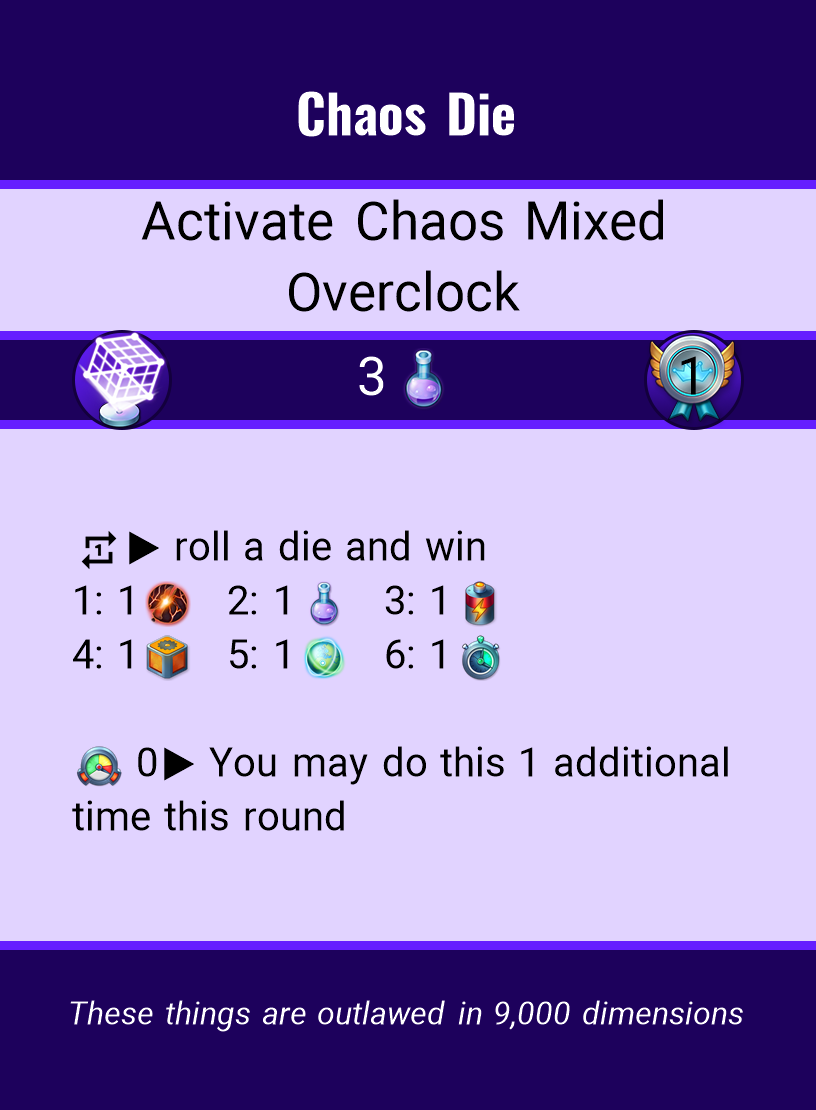 Chaos Die
Activate Chaos Mixed
Overclock
3
1
1 ▶ roll a die and win
1: 1 2: 1 3: 1
4: 1 5: 1 6: 1
0▶ You may do this 1 additional
time this round
These things are outlawed in 9,000 dimensions